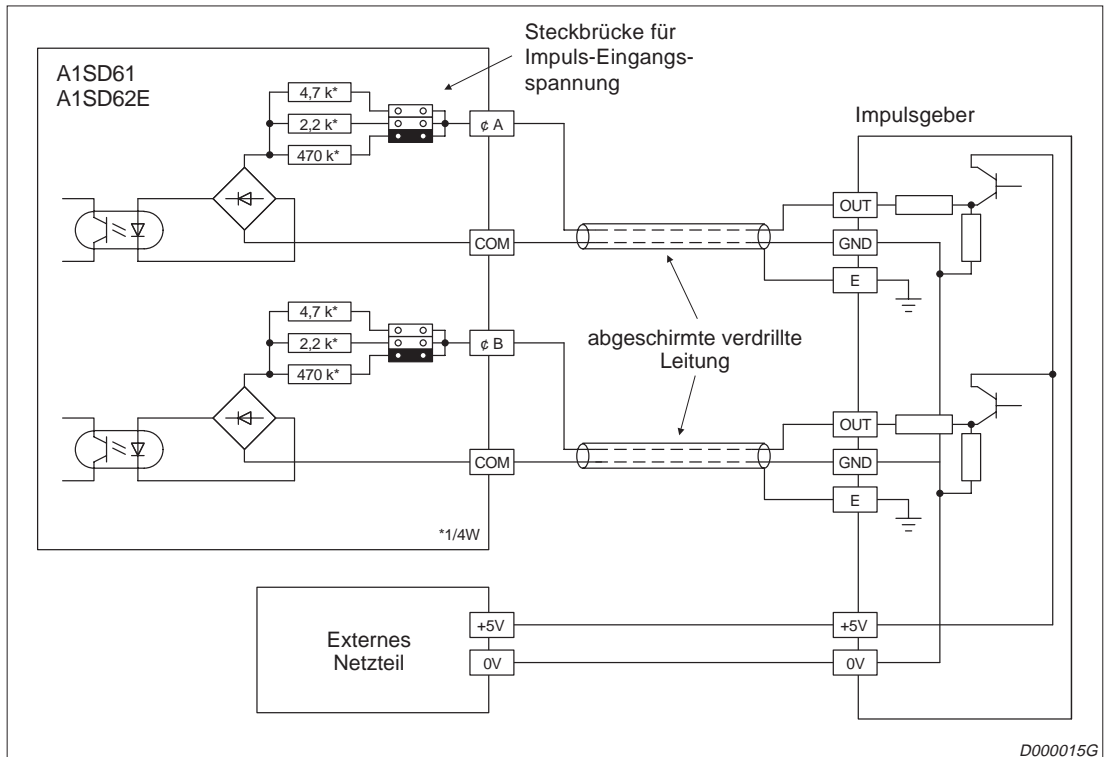 Steckbrücke für
Impuls-Eingangs-
spannung
A1SD61
A1SD62E
4,7 k*
2,2 k*
470 k*
¢ A
COM
Impulsgeber
OUT
GND
E
abgeschirmte verdrillte
Leitung
4,7 k*
2,2 k*
470 k*
¢ B
COM
OUT
GND
E
*1/4W
Externes
Netzteil
+5V
0V
+5V
0V
D000015G